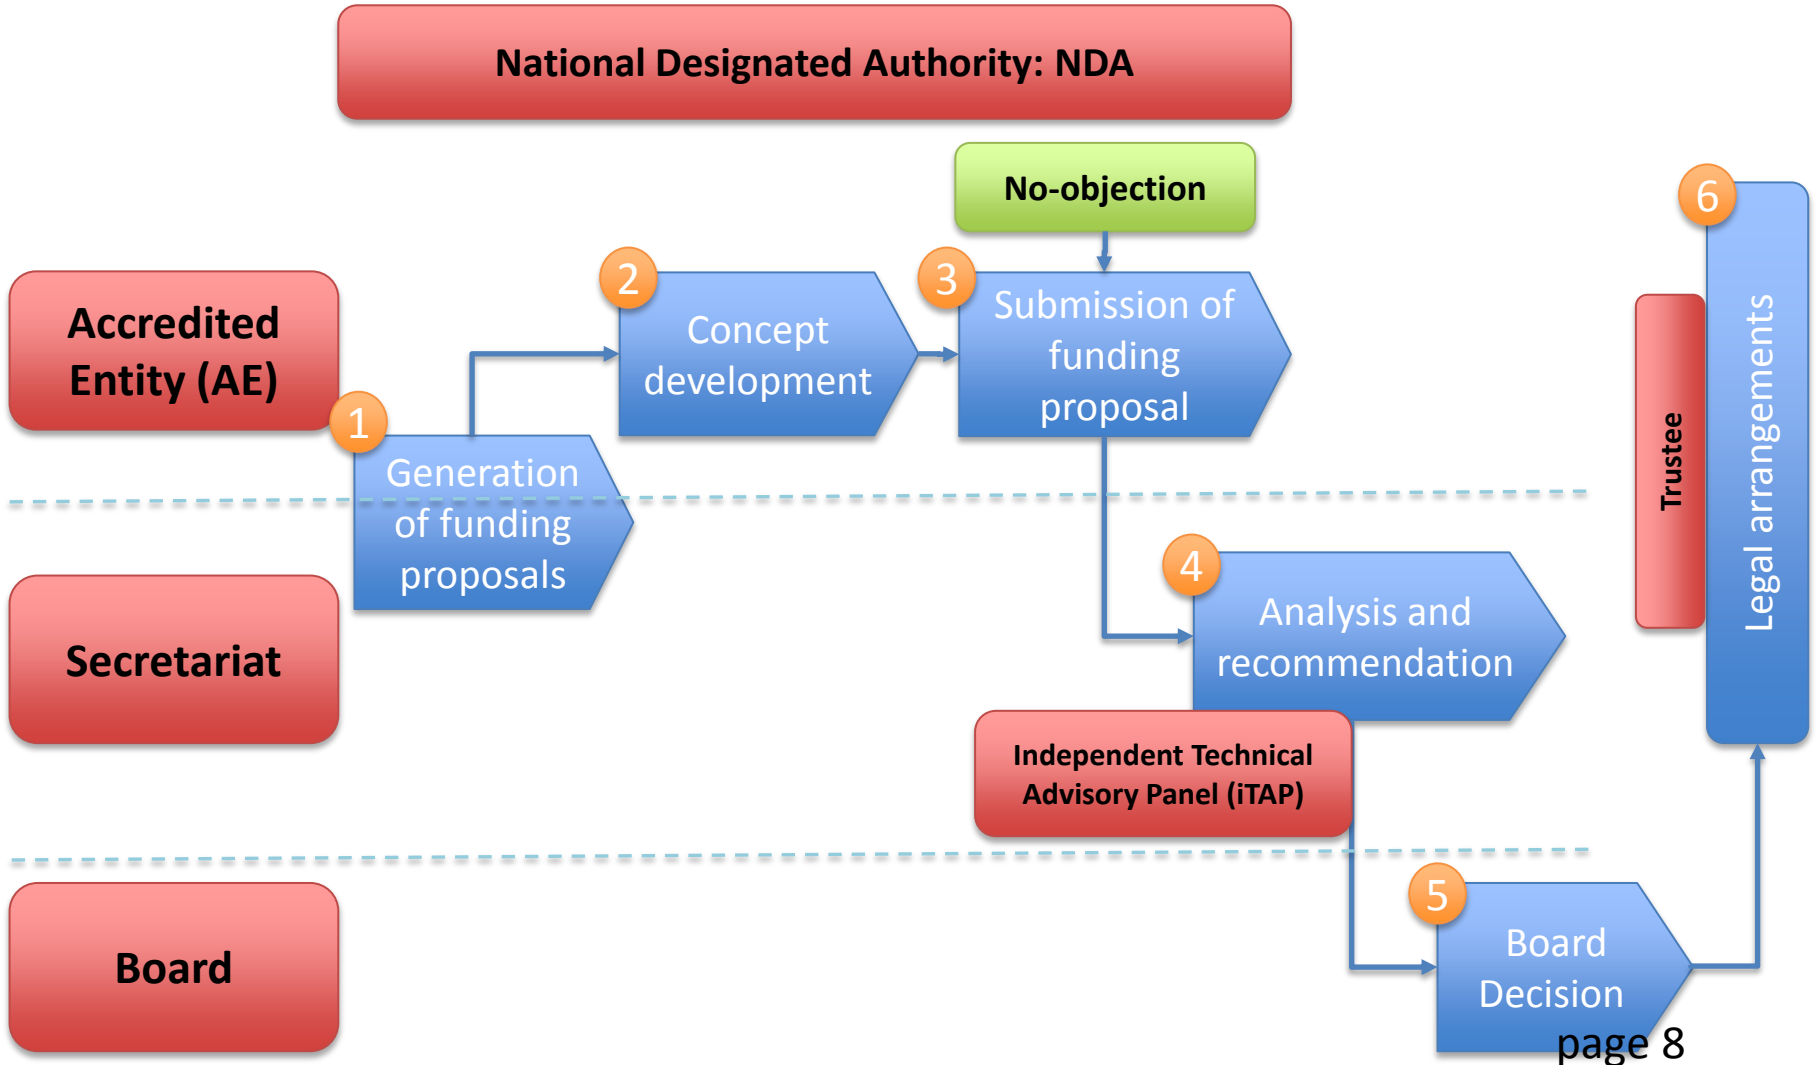 National Designated Authority: NDA
No-objection
6
2
3
Accredited
Entity (AE)
Concept
development
Submission of
funding
proposal
Legal arrangements
Trustee
1
Generation
of funding
proposals
4
Analysis and
recommendation
Secretariat
Independent Technical
Advisory Panel (iTAP)
5
Board
Board
Decision
page 8